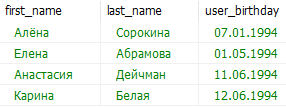 first_name last_name user_birthday
Алёна Сорокина 07.01.1994
Елена Абрамова 01.05.1994
Анастасия Дейчман 11.06.1994
Карина Белая 12.06.1994